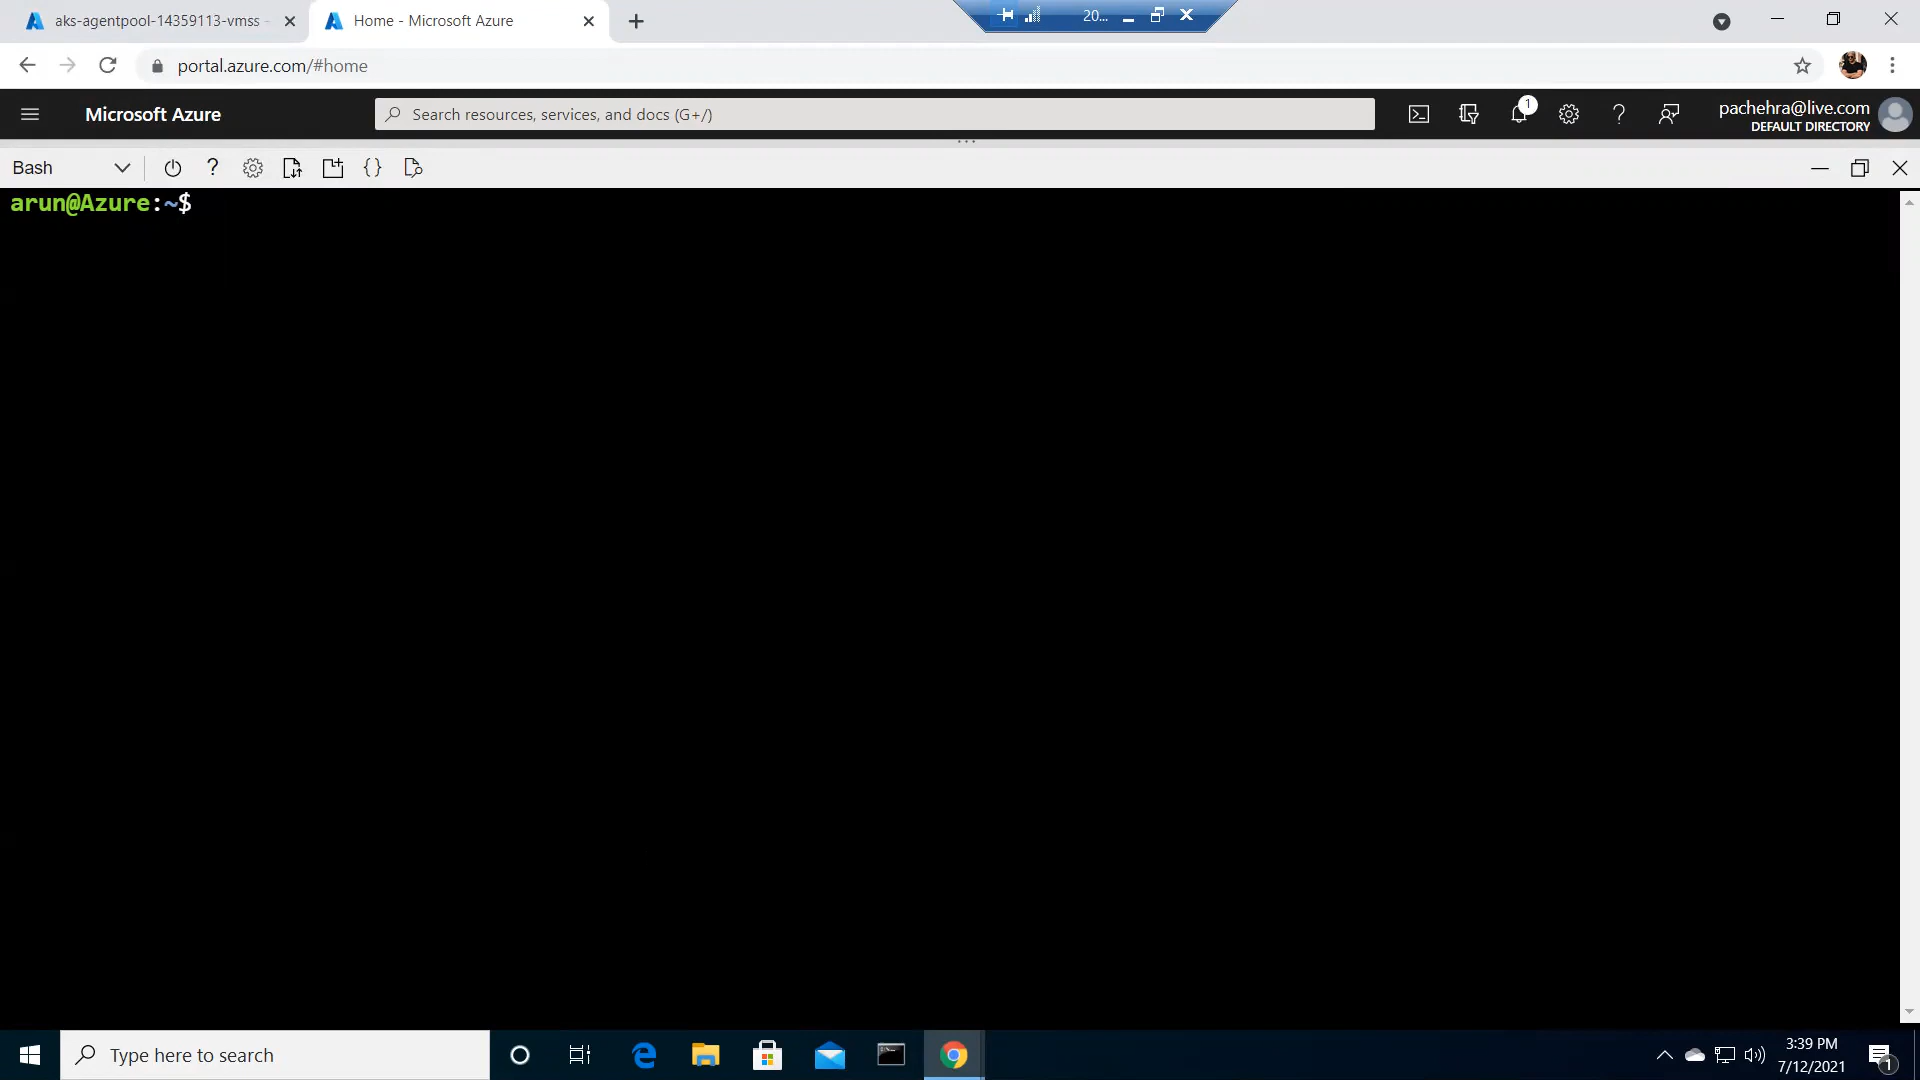 aks-agentpool-14359113-vmss -
Home - Microsoft Azure
20...
portal.azure.com/#home
Microsoft Azure
Search resources, services, and docs (G+/)
1
pachehra@live.com
DEFAULT DIRECTORY
Bash
arun@Azure:~$
Type here to search
3:39 PM
7/12/2021
1